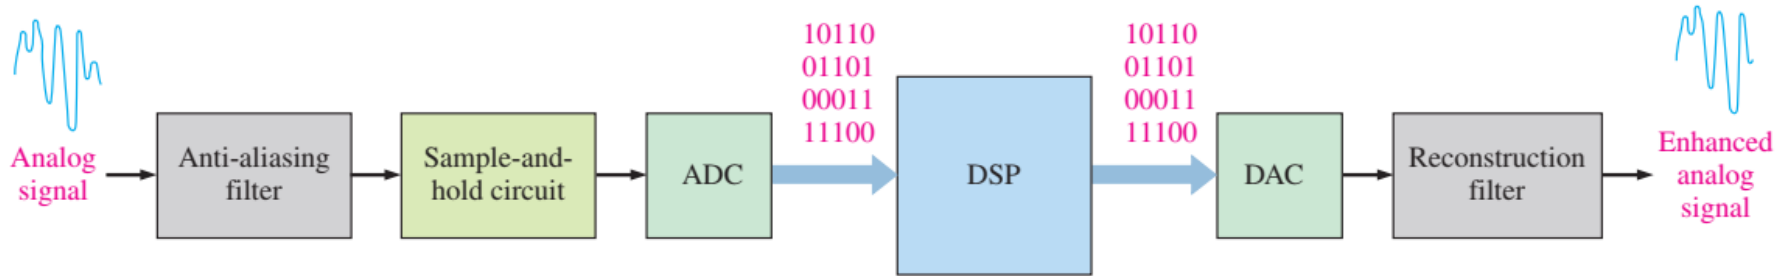 Analog
signal
Anti-aliasing
filter
Sample-and-
hold circuit
ADC
10110
01101
00011
11100
DSP
10110
01101
00011
11100
DAC
Reconstruction
filter
Enhanced
analog
signal